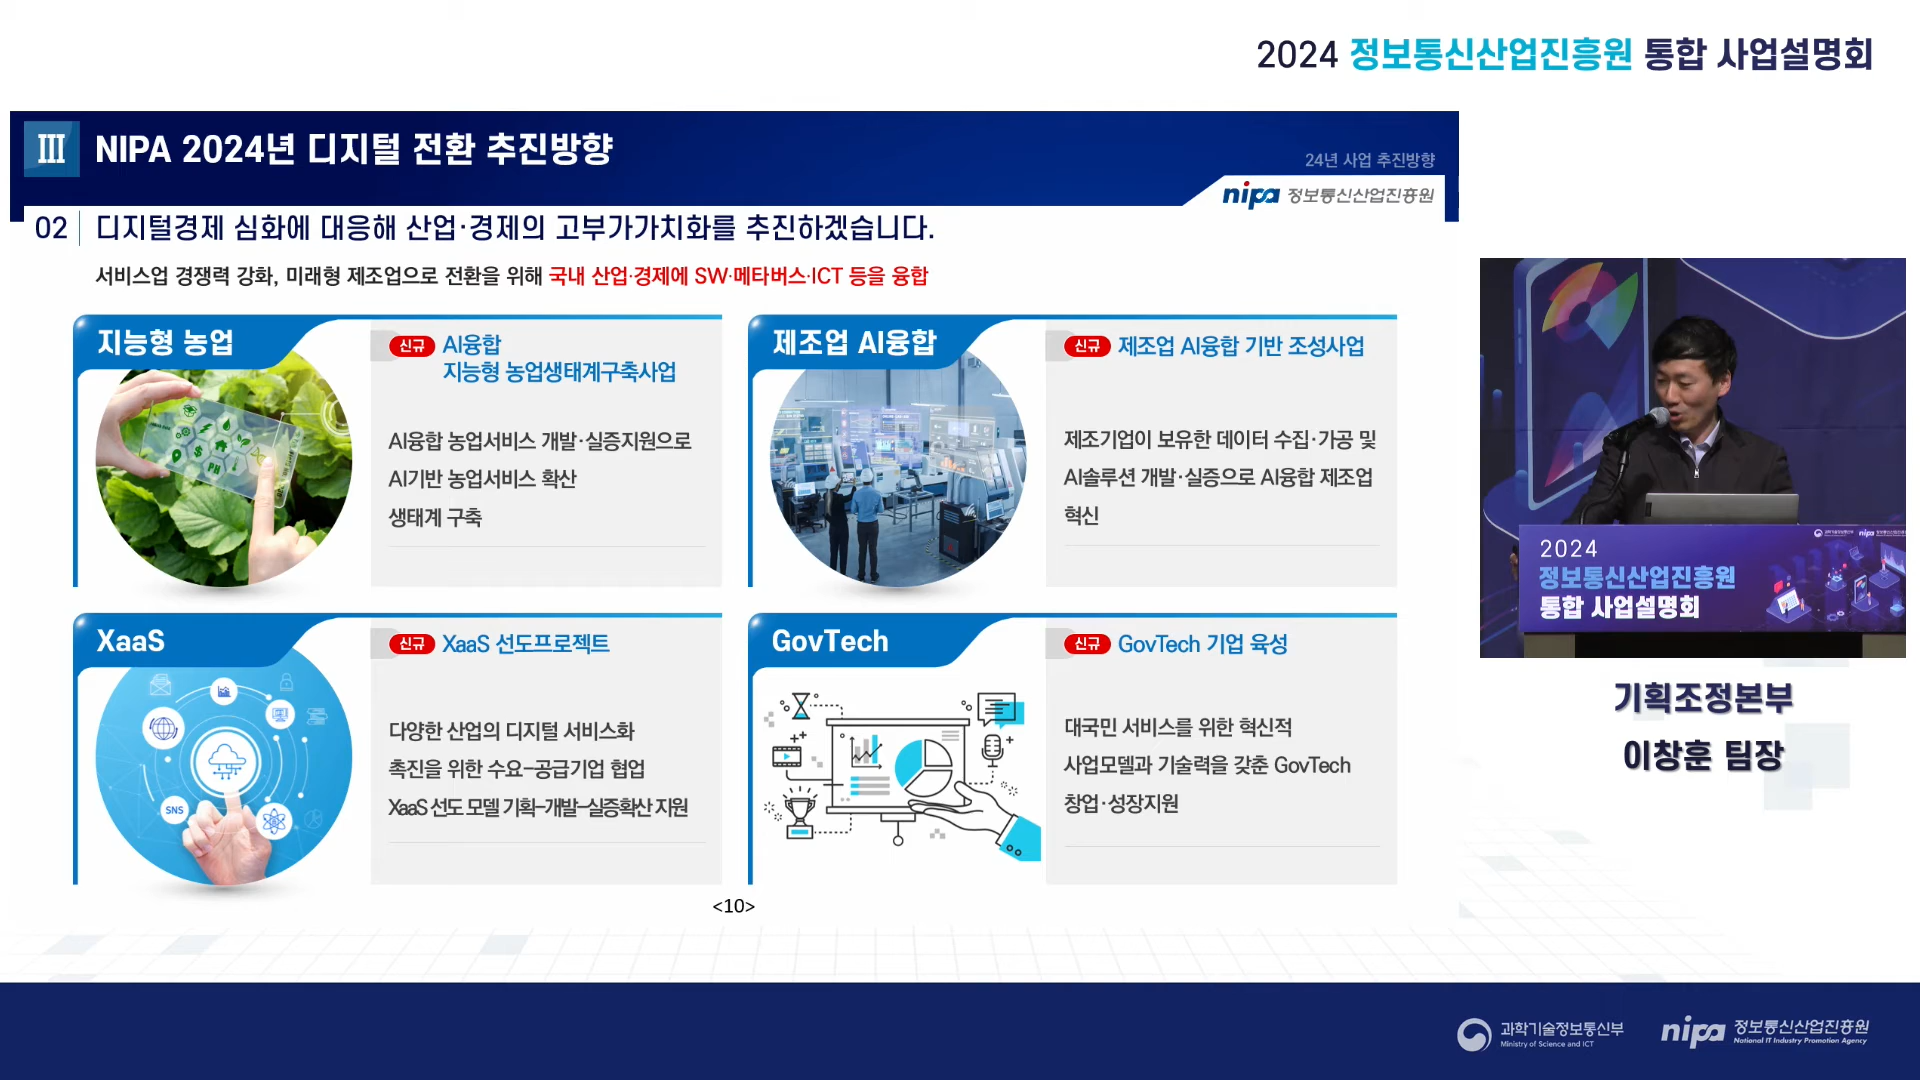 2024 정보통신산업진흥원 통합 사업설명회
III NIPA 2024년 디지털 전환 추진방향
24년 사업 추진방향
nipa 정보통신산업진흥원
02 디지털경제 심화에 대응해 산업·경제의 고부가가치화를 추진하겠습니다.
서비스업 경쟁력 강화, 미래형 제조업으로 전환을 위해 국내 산업·경제에 SW·메타버스·ICT 등을 융합
지능형 농업
신규 AI융합
지능형 농업생태계구축사업
AI융합 농업서비스 개발·실증지원으로
AI기반 농업서비스 확산
생태계 구축
PH
제조업 AI융합
신규 제조업 AI융합 기반 조성사업
제조기업이 보유한 데이터 수집·가공 및
AI솔루션 개발·실증으로 AI융합 제조업
혁신
XaaS
신규 XaaS 선도프로젝트
다양한 산업의 디지털 서비스화
촉진을 위한 수요-공급기업 협업
XaaS 선도 모델 기획-개발-실증확산 지원
SNS
GovTech
신규 GovTech 기업 육성
대국민 서비스를 위한 혁신적
사업모델과 기술력을 갖춘 GovTech
창업·성장지원
<10>
2024
정보통신산업진흥원
통합 사업설명회
nipa
기획조정본부
이창훈 팀장
과학기술정보통신부
Ministry of Science and ICT
nipa 정보통신산업진흥원
National IT Industry Promotion Agency